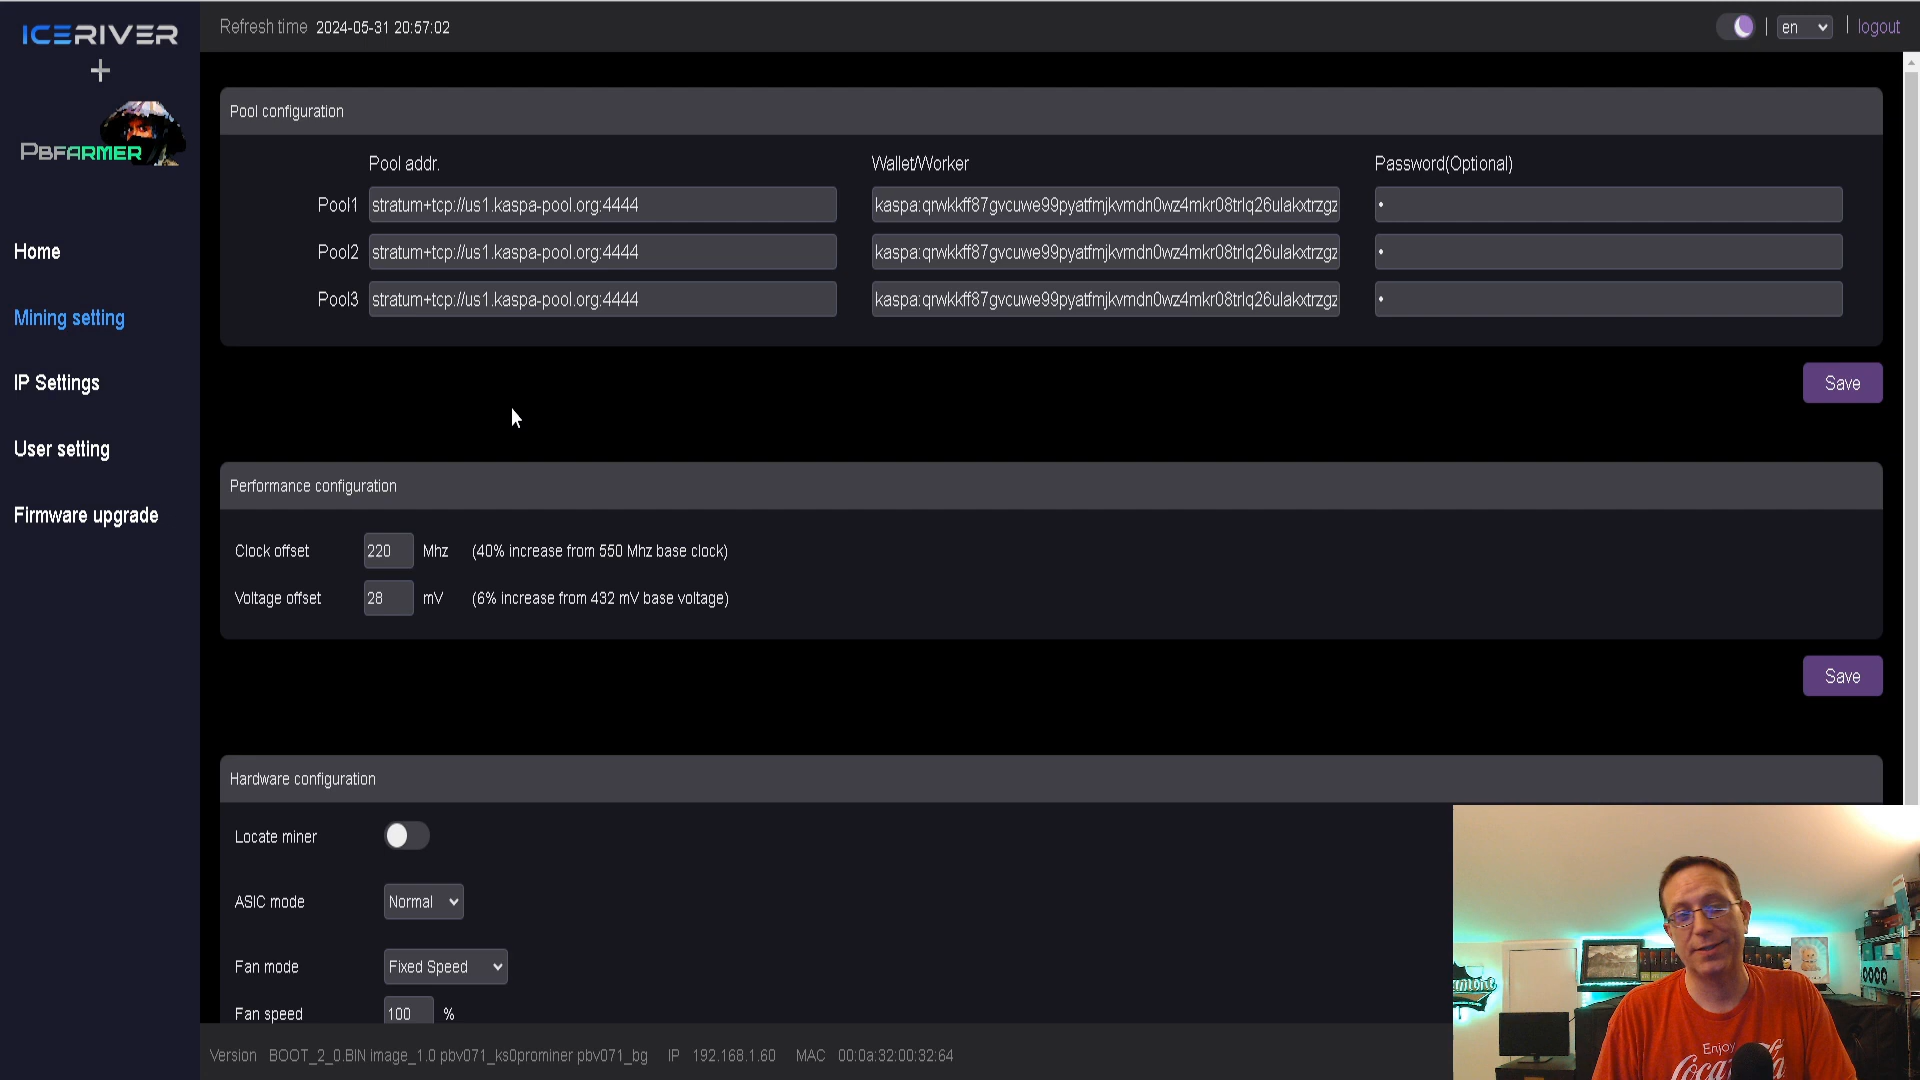 ICERIVER
+
PBFARMER
Refresh time 2024-05-31 20:57:02
en
logout
Home
Mining setting
IP Settings
User setting
Firmware upgrade
Pool configuration
Pool addr. Wallet/Worker Password(Optional)
Pool1 stratum+tcp://us1.kaspa-pool.org:4444 kaspa:qrwkkff87gvcuwe99pyatfmjkvmdn0wz4mkr08trlq26ulakxtrzgz •
Pool2 stratum+tcp://us1.kaspa-pool.org:4444 kaspa:qrwkkff87gvcuwe99pyatfmjkvmdn0wz4mkr08trlq26ulakxtrzgz •
Pool3 stratum+tcp://us1.kaspa-pool.org:4444 kaspa:qrwkkff87gvcuwe99pyatfmjkvmdn0wz4mkr08trlq26ulakxtrzgz •
Save
Performance configuration
Clock offset 220 Mhz (40% increase from 550 Mhz base clock)
Voltage offset 28 mV (6% increase from 432 mV base voltage)
Save
Hardware configuration
Locate miner
ASIC mode Normal
Fan mode Fixed Speed
Fan speed 100 %
Version BOOT_2_0.BIN image_1.0 pbv071_ks0prominer pbv071_bg IP 192.168.1.60 MAC 00:0a:32:00:32:64
Enjoy